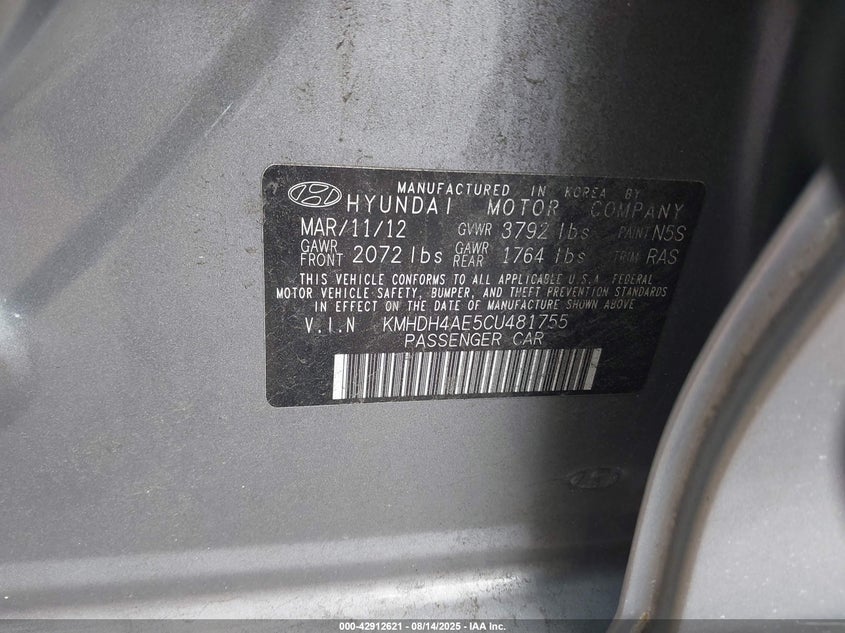 MANUFACTURED IN KOREA BY
HYUNDAI MOTOR COMPANY
MAR/11/12 GVWR 3792 lbs PAINT N5S
GAWR FRONT 2072 lbs GAWR REAR 1764 lbs TRIM RAS
THIS VEHICLE CONFORMS TO ALL APPLICABLE U.S.A. FEDERAL
MOTOR VEHICLE SAFETY, BUMPER, AND THEFT PREVENTION STANDARDS
IN EFFECT ON THE DATE OF MANUFACTURE SHOWN ABOVE
V.I.N KMHDH4AE5CU481755
PASSENGER CAR
000-42912621 - 08/14/2025 - IAA Inc.